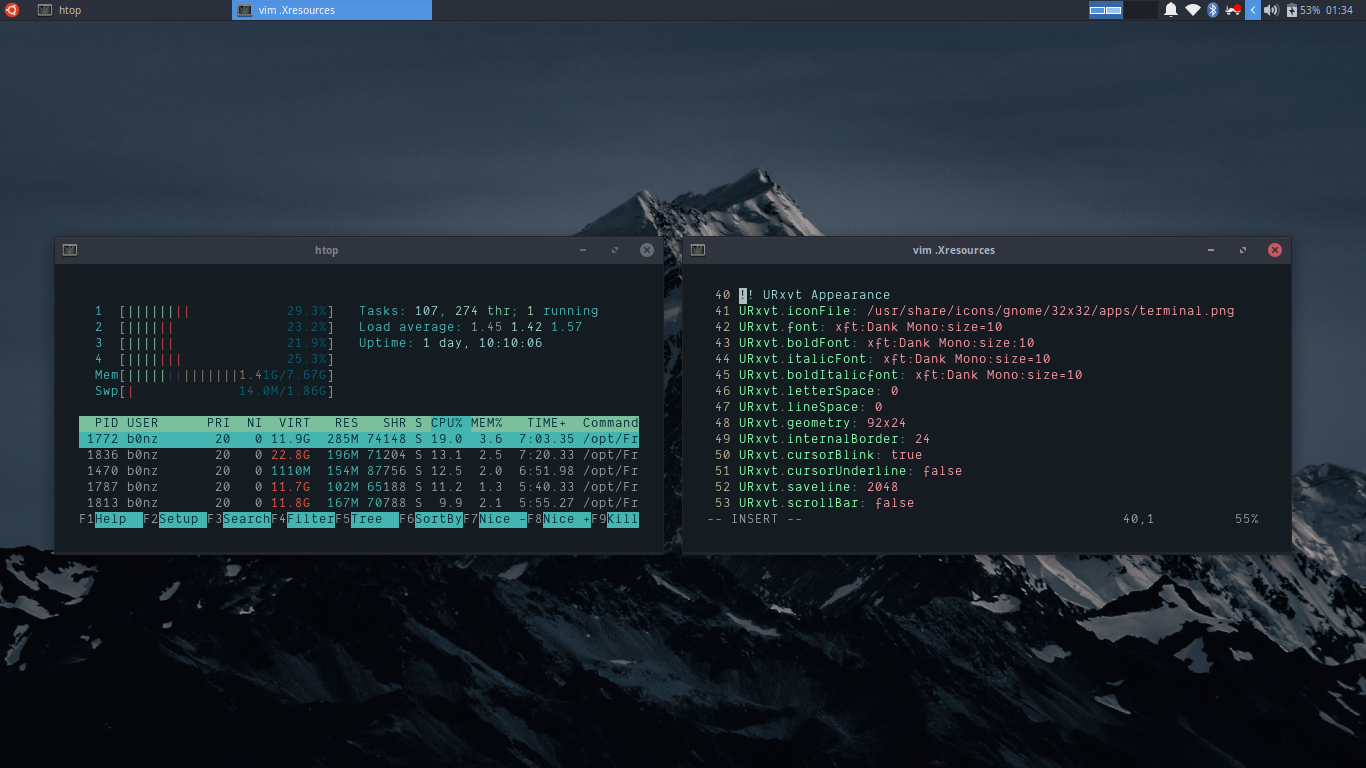 htop
vim .Xresources
53% 01:34
htop
1 [||||||||29.3%] Tasks: 107, 274 thr; 1 running
2 [||||||23.2%] Load average: 1.45 1.42 1.57
3 [||||||21.9%] Uptime: 1 day, 10:10:06
4 [|||||||25.3%]
Mem[||||||||||||||1.41G/7.67G]
Swp[|14.0M/1.86G]
PID USER PRI NI VIRT RES SHR S CPU% MEM% TIME+ Command
1772 b0nz 20 0 11.9G 285M 74148 S 19.0 3.6 7:03.35 /opt/Fr
1836 b0nz 20 0 22.8G 196M 71204 S 13.1 2.5 7:20.33 /opt/Fr
1470 b0nz 20 0 1110M 154M 87756 S 12.5 2.0 6:51.98 /opt/Fr
1787 b0nz 20 0 11.7G 102M 65188 S 11.2 1.3 5:40.33 /opt/Fr
1813 b0nz 20 0 11.8G 167M 70788 S 9.9 2.1 5:55.27 /opt/Fr
F1Help F2Setup F3SearchF4FilterF5Tree F6SortByF7Nice -F8Nice +F9Kill
vim .Xresources
40 !! URxvt Appearance
41 URxvt.iconFile: /usr/share/icons/gnome/32x32/apps/terminal.png
42 URxvt.font: xft:Dank Mono:size=10
43 URxvt.boldFont: xft:Dank Mono:size:10
44 URxvt.italicFont: xft:Dank Mono:size=10
45 URxvt.boldItalicfont: xft:Dank Mono:size=10
46 URxvt.letterSpace: 0
47 URxvt.lineSpace: 0
48 URxvt.geometry: 92x24
49 URxvt.internalBorder: 24
50 URxvt.cursorBlink: true
51 URxvt.cursorUnderline: false
52 URxvt.saveline: 2048
53 URxvt.scrollBar: false
-- INSERT -- 40,1 55%